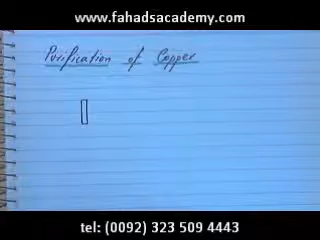 www.fahadsacademy.com
Purification of Copper
tel: (0092) 323 509 4443